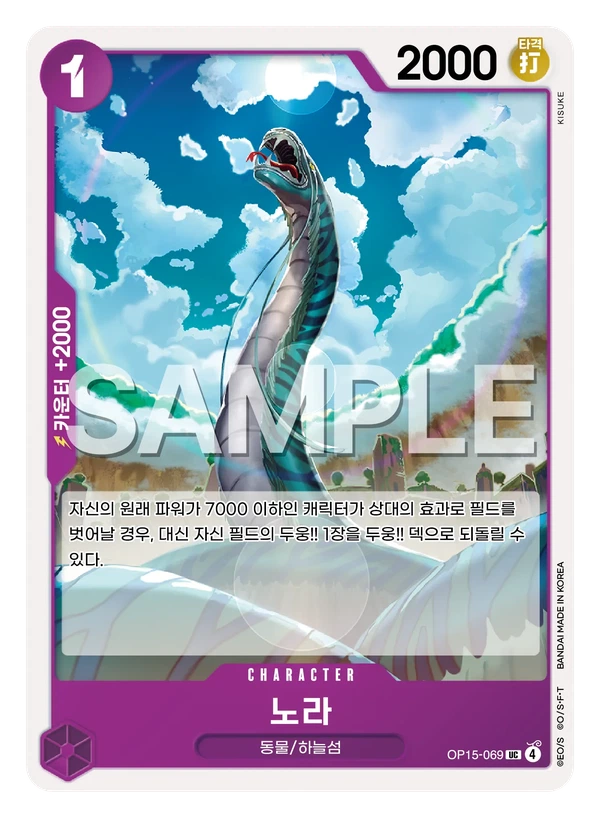 1
2000
타격
打
KISUKE
카운터 +2000
SAMPLE
자신의 원래 파워가 7000 이하인 캐릭터가 상대의 효과로 필드를
벗어날 경우, 대신 자신 필드의 두웅!! 1장을 두웅!! 덱으로 되돌릴 수
있다.
CHARACTER
노라
동물/하늘섬
OP15-069 UC 4
©EO/S ©O/S·F·T BANDAI MADE IN KOREA